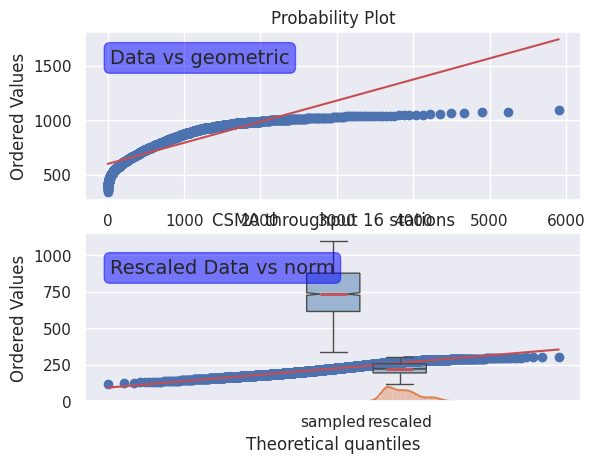 Probability Plot
Data vs geometric
Ordered Values
1500
1000
500
0 1000 2000 3000 4000 5000 6000
CSMA throughout 16 stations
Rescaled Data vs norm
Ordered Values
1000
750
500
250
0
sampled rescaled
Theoretical quantiles